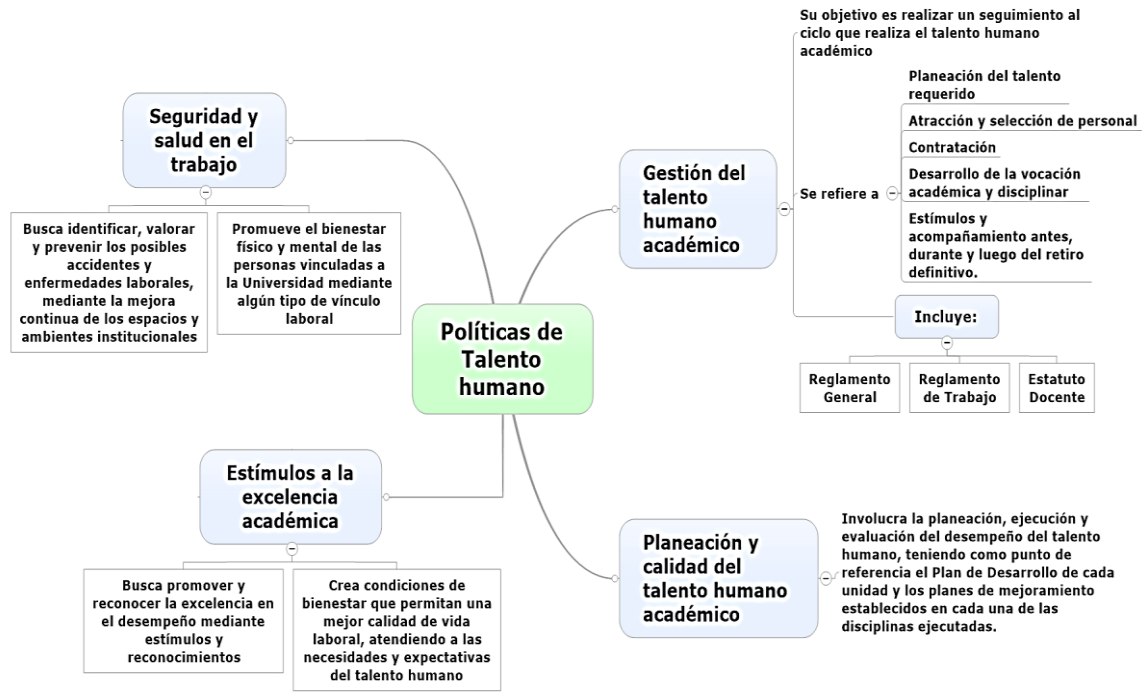 Políticas de
Talento
humano
Seguridad y
salud en el
trabajo
Busca identificar, valorar
y prevenir los posibles
accidentes y
enfermedades laborales,
mediante la mejora
continua de los espacios y
ambientes institucionales
Promueve el bienestar
físico y mental de las
personas vinculadas a
la Universidad mediante
algún tipo de vínculo
laboral
Gestión del
talento
humano
académico
Su objetivo es realizar un seguimiento al
ciclo que realiza el talento humano
académico
Se refiere a
Planeación del talento
requerido
Atracción y selección de personal
Contratación
Desarrollo de la vocación
académica y disciplinar
Estímulos y
acompañamiento antes,
durante y luego del retiro
definitivo.
Incluye:
Reglamento
General
Reglamento
de Trabajo
Estatuto
Docente
Estímulos a la
excelencia
académica
Busca promover y
reconocer la excelencia en
el desempeño mediante
estímulos y
reconocimientos
Crea condiciones de
bienestar que permitan una
mejor calidad de vida
laboral, atendiendo a las
necesidades y expectativas
del talento humano
Planeación y
calidad del
talento humano
académico
Involucra la planeación, ejecución y
evaluación del desempeño del talento
humano, teniendo como punto de
referencia el Plan de Desarrollo de cada
unidad y los planes de mejoramiento
establecidos en cada una de las
disciplinas ejecutadas.